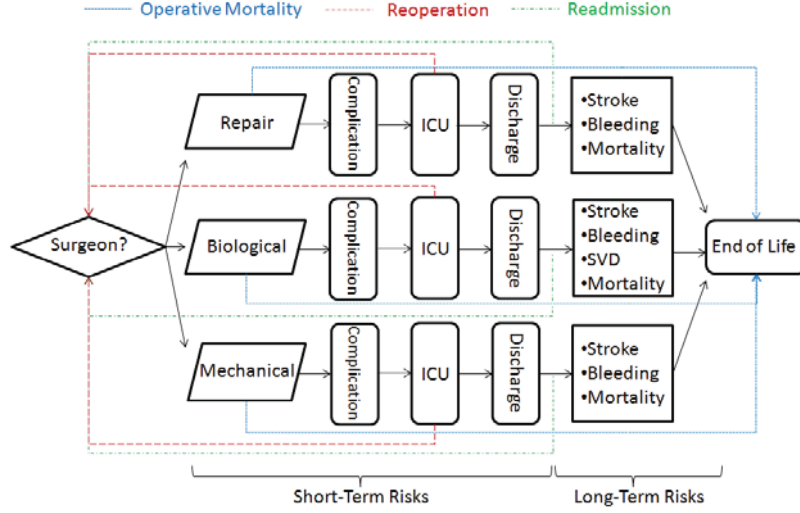 Operative Mortality
Reoperation
Readmission
Repair
Complication
ICU
Discharge
•Stroke
•Bleeding
•Mortality
Surgeon?
Biological
Complication
ICU
Discharge
•Stroke
•Bleeding
•SVD
•Mortality
End of Life
Mechanical
Complication
ICU
Discharge
•Stroke
•Bleeding
•Mortality
Short-Term Risks
Long-Term Risks